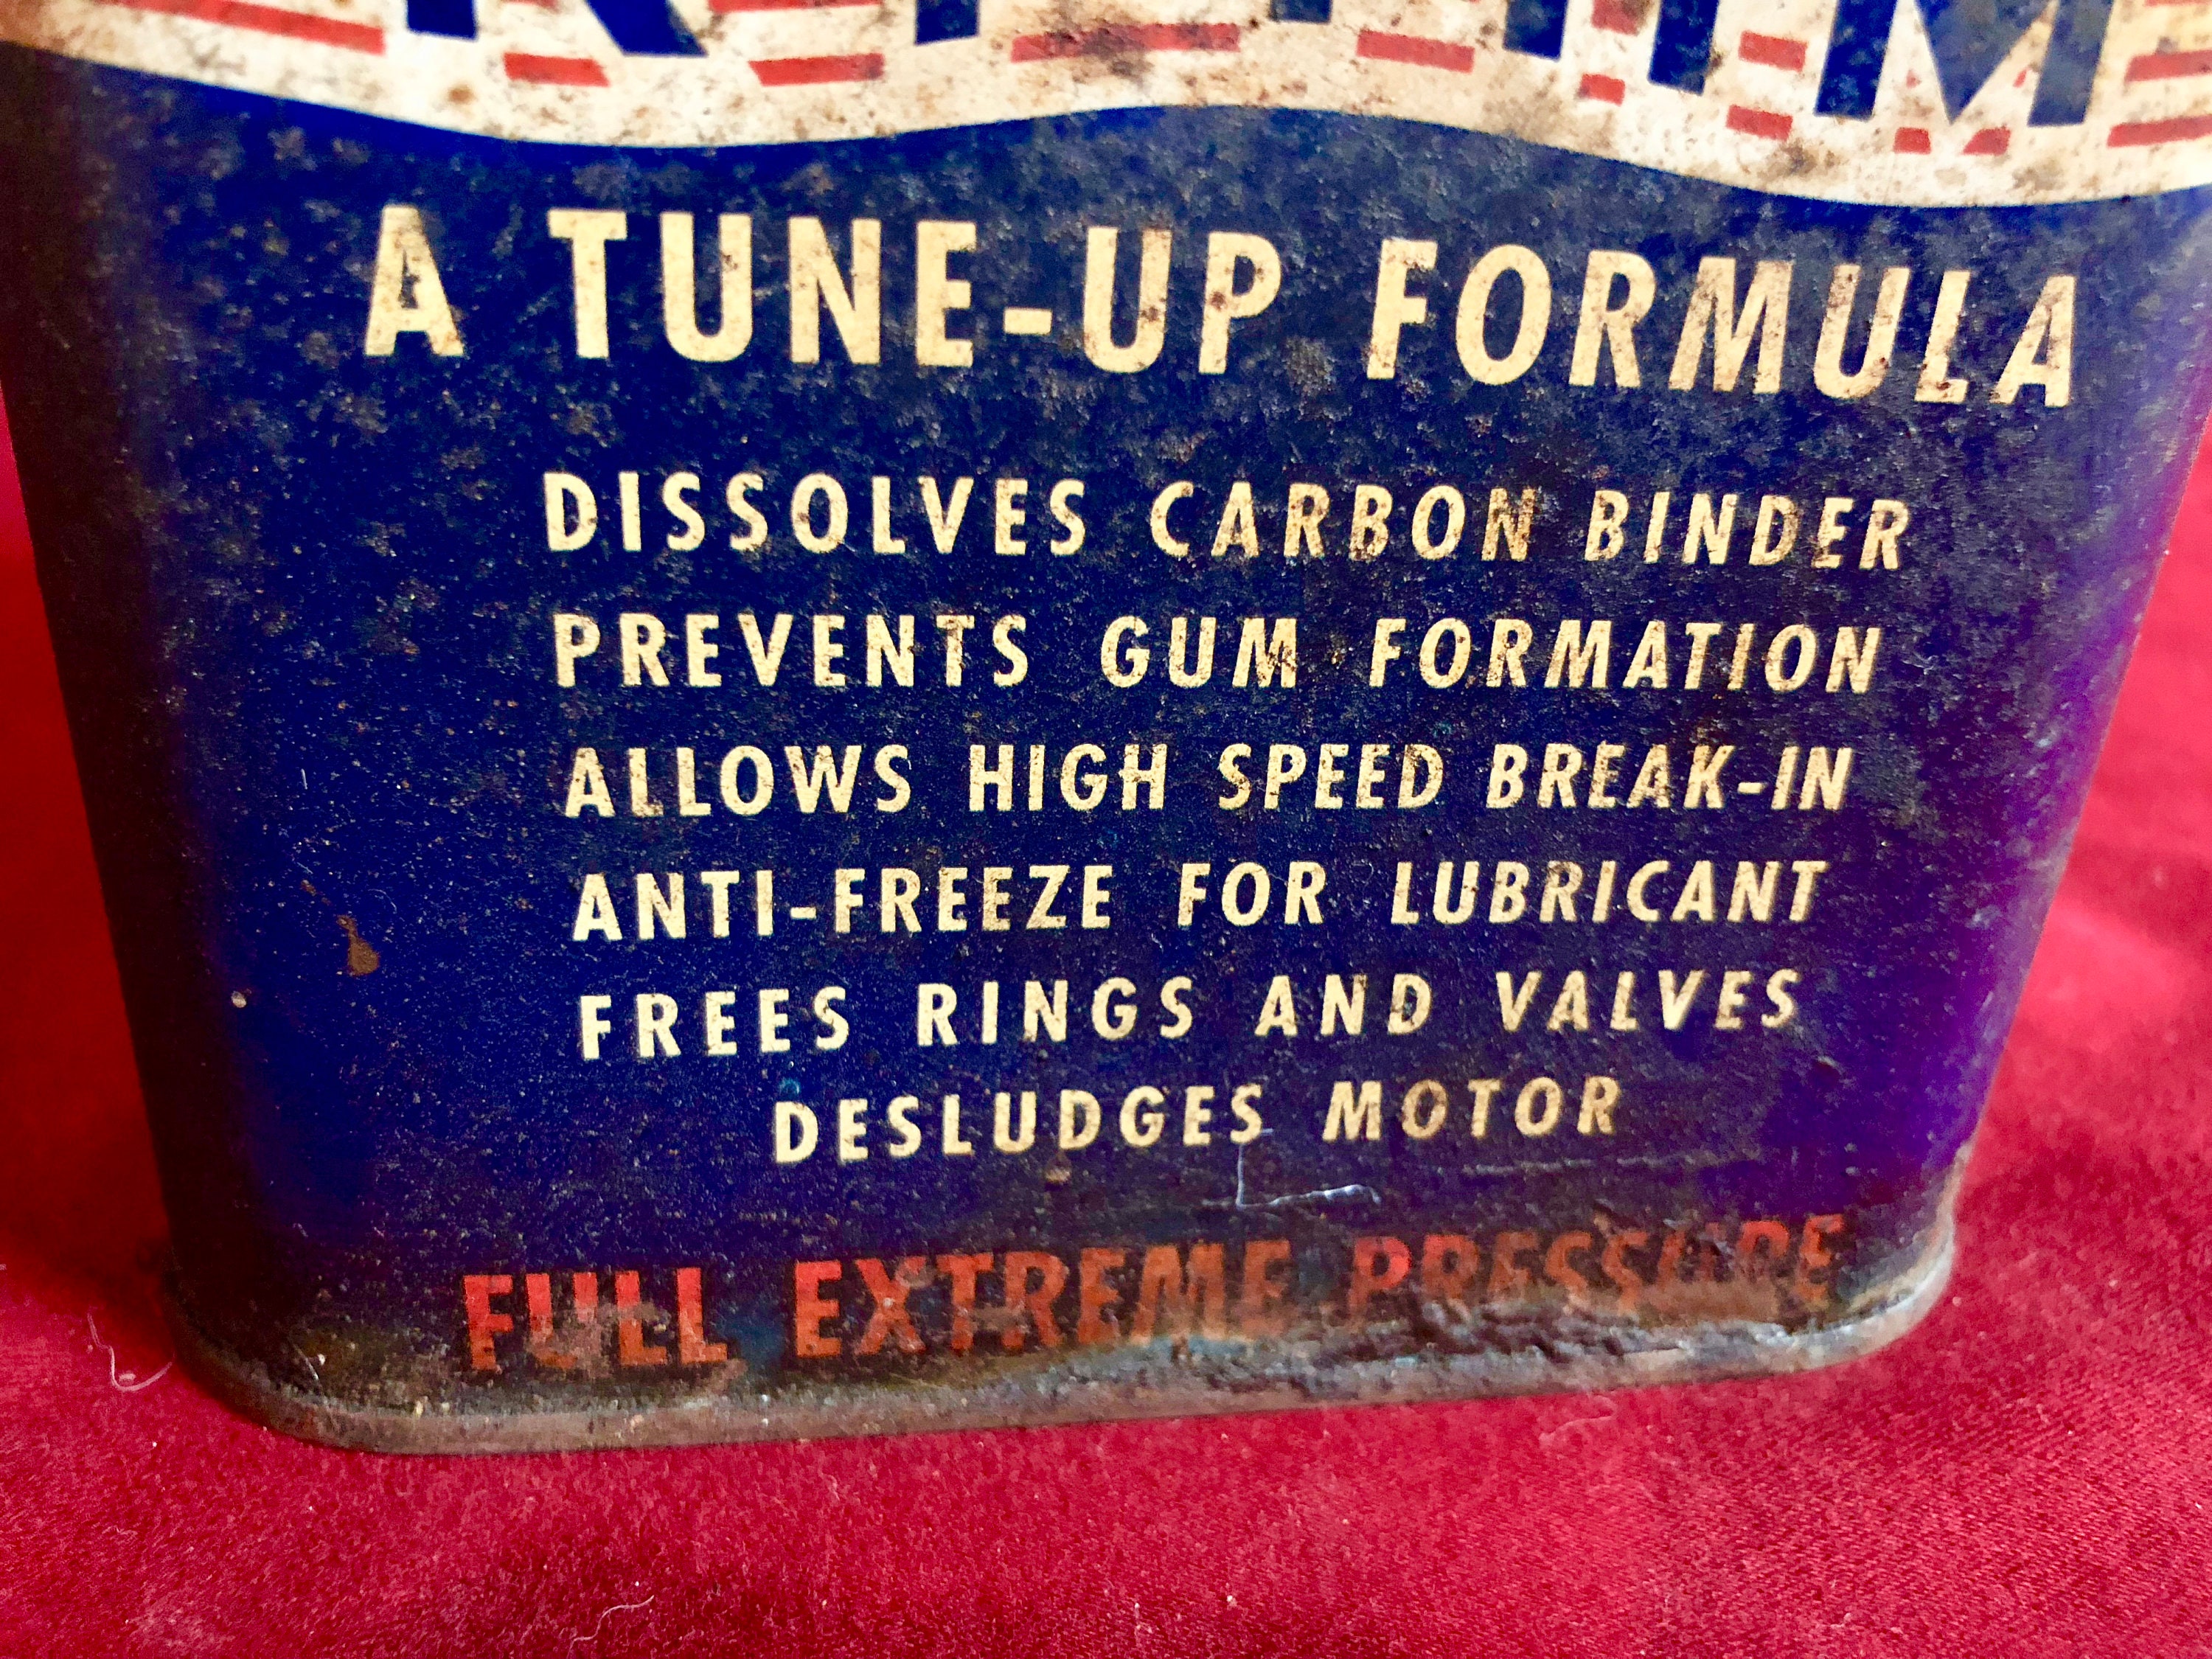 A TUNE-UP FORMULA
DISSOLVES CARBON BINDER
PREVENTS GUM FORMATION
ALLOWS HIGH SPEED BREAK-IN
ANTI-FREEZE FOR LUBRICANT
FREES RINGS AND VALVES
DESLUDGES MOTOR
FULL EXTREME PRESSURE